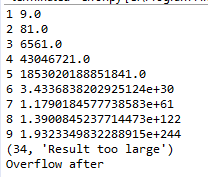 1 9.0
2 81.0
3 6561.0
4 43046721.0
5 1853020188851841.0
6 3.4336838202925124e+30
7 1.1790184577738583e+61
8 1.3900845237714473e+122
9 1.9323349832288915e+244
(34, 'Result too large')
Overflow after